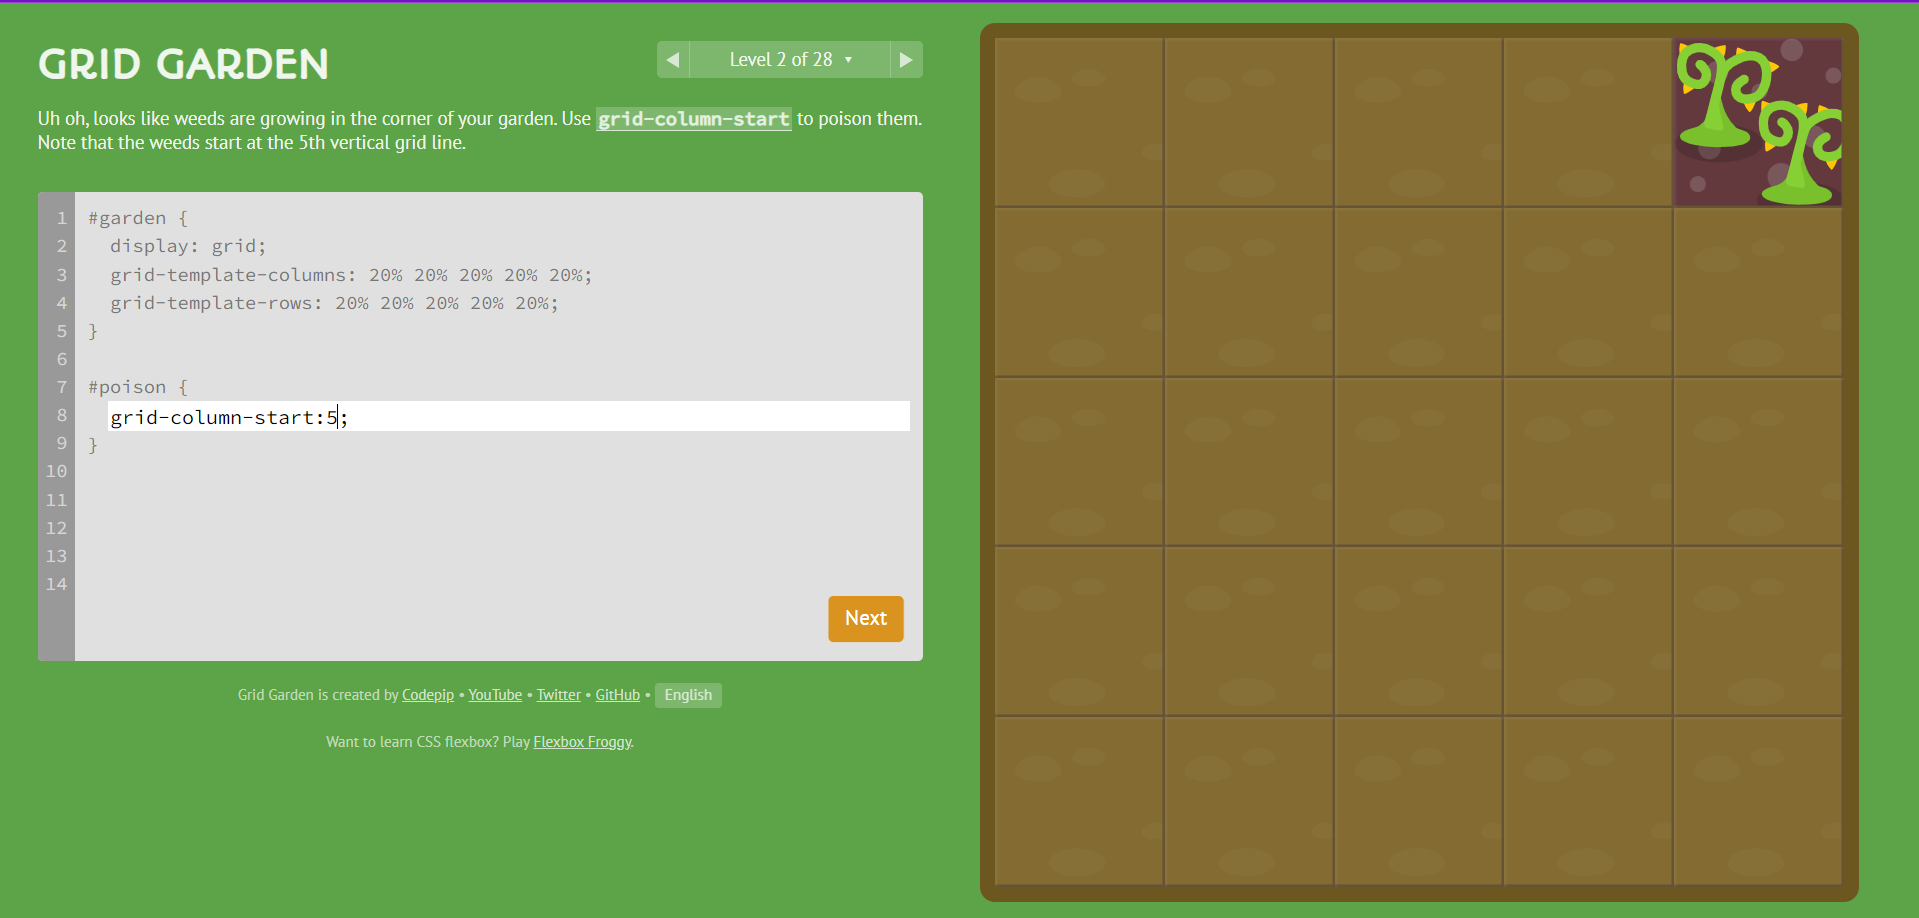 GRID GARDEN
◀ Level 2 of 28 ▼ ▶
Uh oh, looks like weeds are growing in the corner of your garden. Use grid-column-start to poison them.
Note that the weeds start at the 5th vertical grid line.
1 #garden {
2   display: grid;
3   grid-template-columns: 20% 20% 20% 20% 20%;
4   grid-template-rows: 20% 20% 20% 20% 20%;
5 }
6
7 #poison {
8   grid-column-start:5;
9 }
10
11
12
13
14
Next
Grid Garden is created by Codepip • YouTube • Twitter • GitHub • English
Want to learn CSS flexbox? Play Flexbox Froggy.